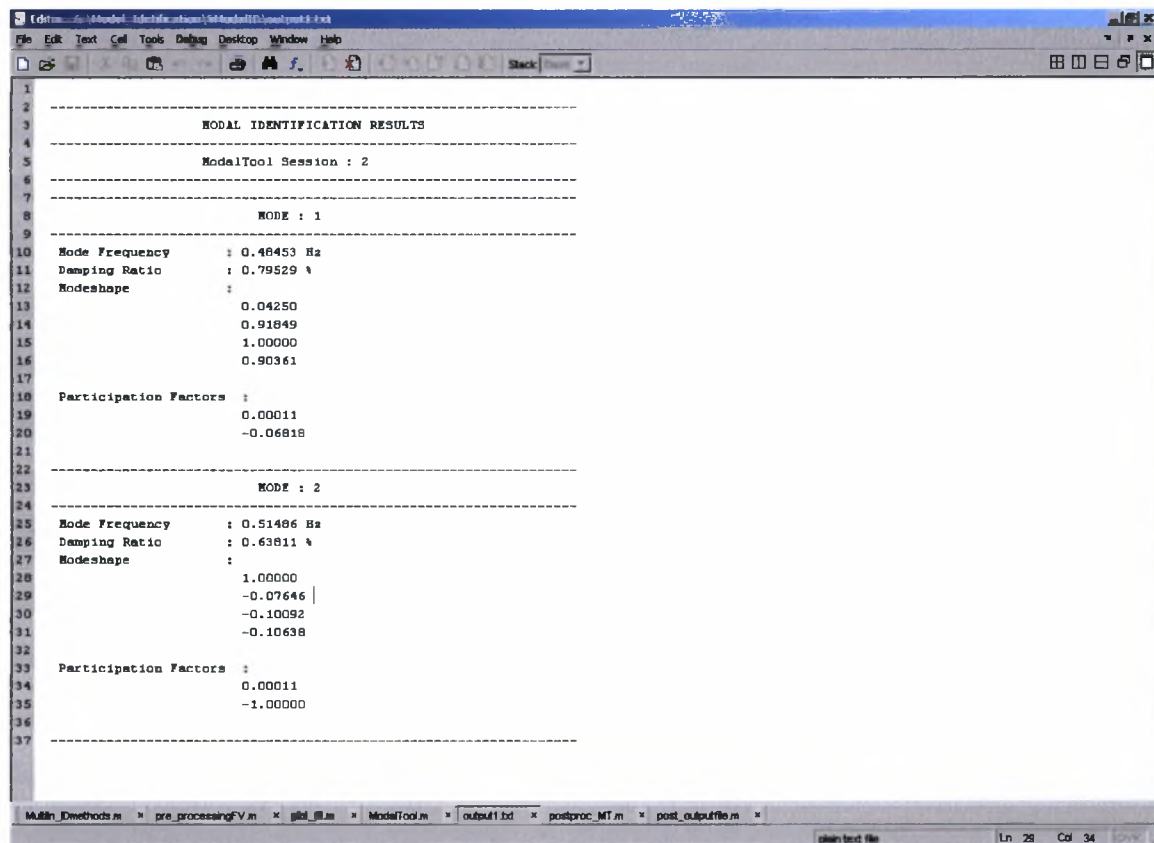 File Edit Text Cell Tools Debug Desktop Window Help
Stack
1
2 ------------------------------------------------------------------
3 MODAL IDENTIFICATION RESULTS
4 ------------------------------------------------------------------
5 ModalTool Session : 2
6 ------------------------------------------------------------------
7 ------------------------------------------------------------------
8 MODE : 1
9 ------------------------------------------------------------------
10 Mode Frequency : 0.48453 Hz
11 Damping Ratio : 0.79529 %
12 Modeshape :
13 0.04250
14 0.91849
15 1.00000
16 0.90361
17
18 Participation Factors :
19 0.00011
20 -0.06818
21
22 ------------------------------------------------------------------
23 MODE : 2
24 ------------------------------------------------------------------
25 Mode Frequency : 0.51486 Hz
26 Damping Ratio : 0.63811 %
27 Modeshape :
28 1.00000
29 -0.07646
30 -0.10092
31 -0.10638
32
33 Participation Factors :
34 0.00011
35 -1.00000
36
37 ------------------------------------------------------------------
pre_processingFV.m ModalTool.m output1.txt postproc_MT.m post_outputfile.m
plain text file Ln 29 Col 34